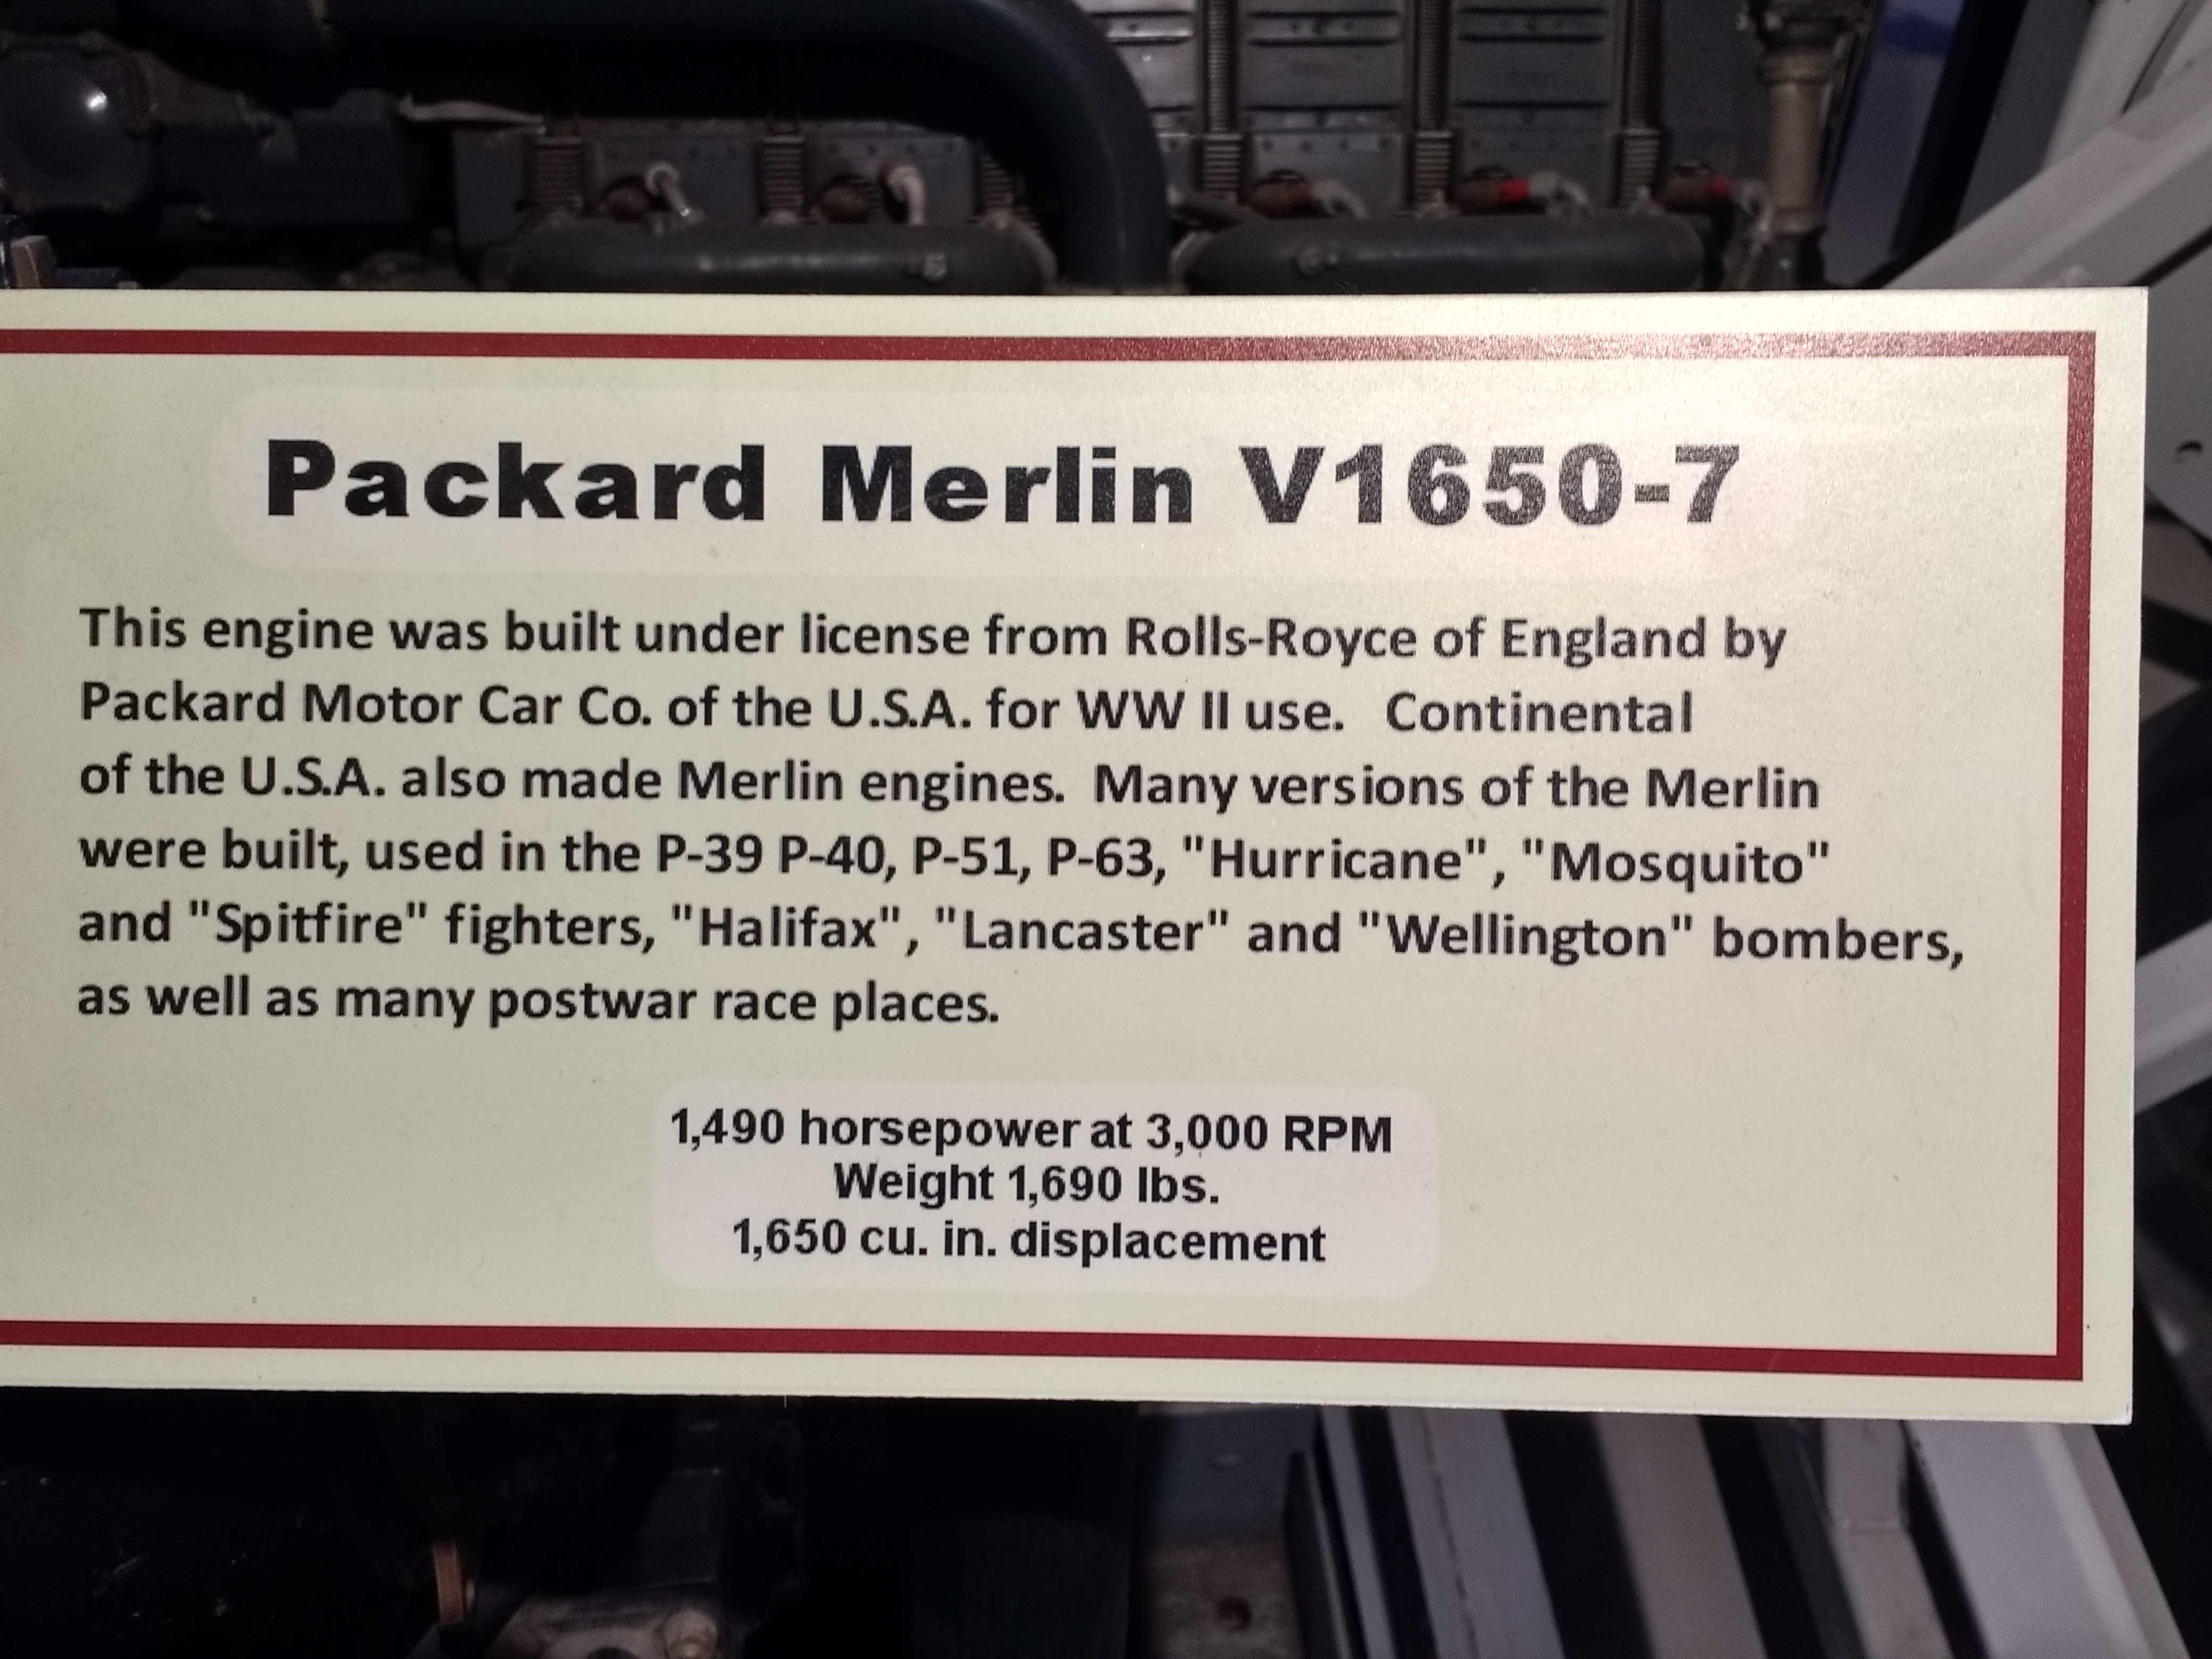 Packard Merlin V1650-7
This engine was built under license from Rolls-Royce of England by
Packard Motor Car Co. of the U.S.A. for WW II use.  Continental
of the U.S.A. also made Merlin engines.  Many versions of the Merlin
were built, used in the P-39 P-40, P-51, P-63, "Hurricane", "Mosquito"
and "Spitfire" fighters, "Halifax", "Lancaster" and "Wellington" bombers,
as well as many postwar race places.
1,490 horsepower at 3,000 RPM
Weight 1,690 lbs.
1,650 cu. in. displacement